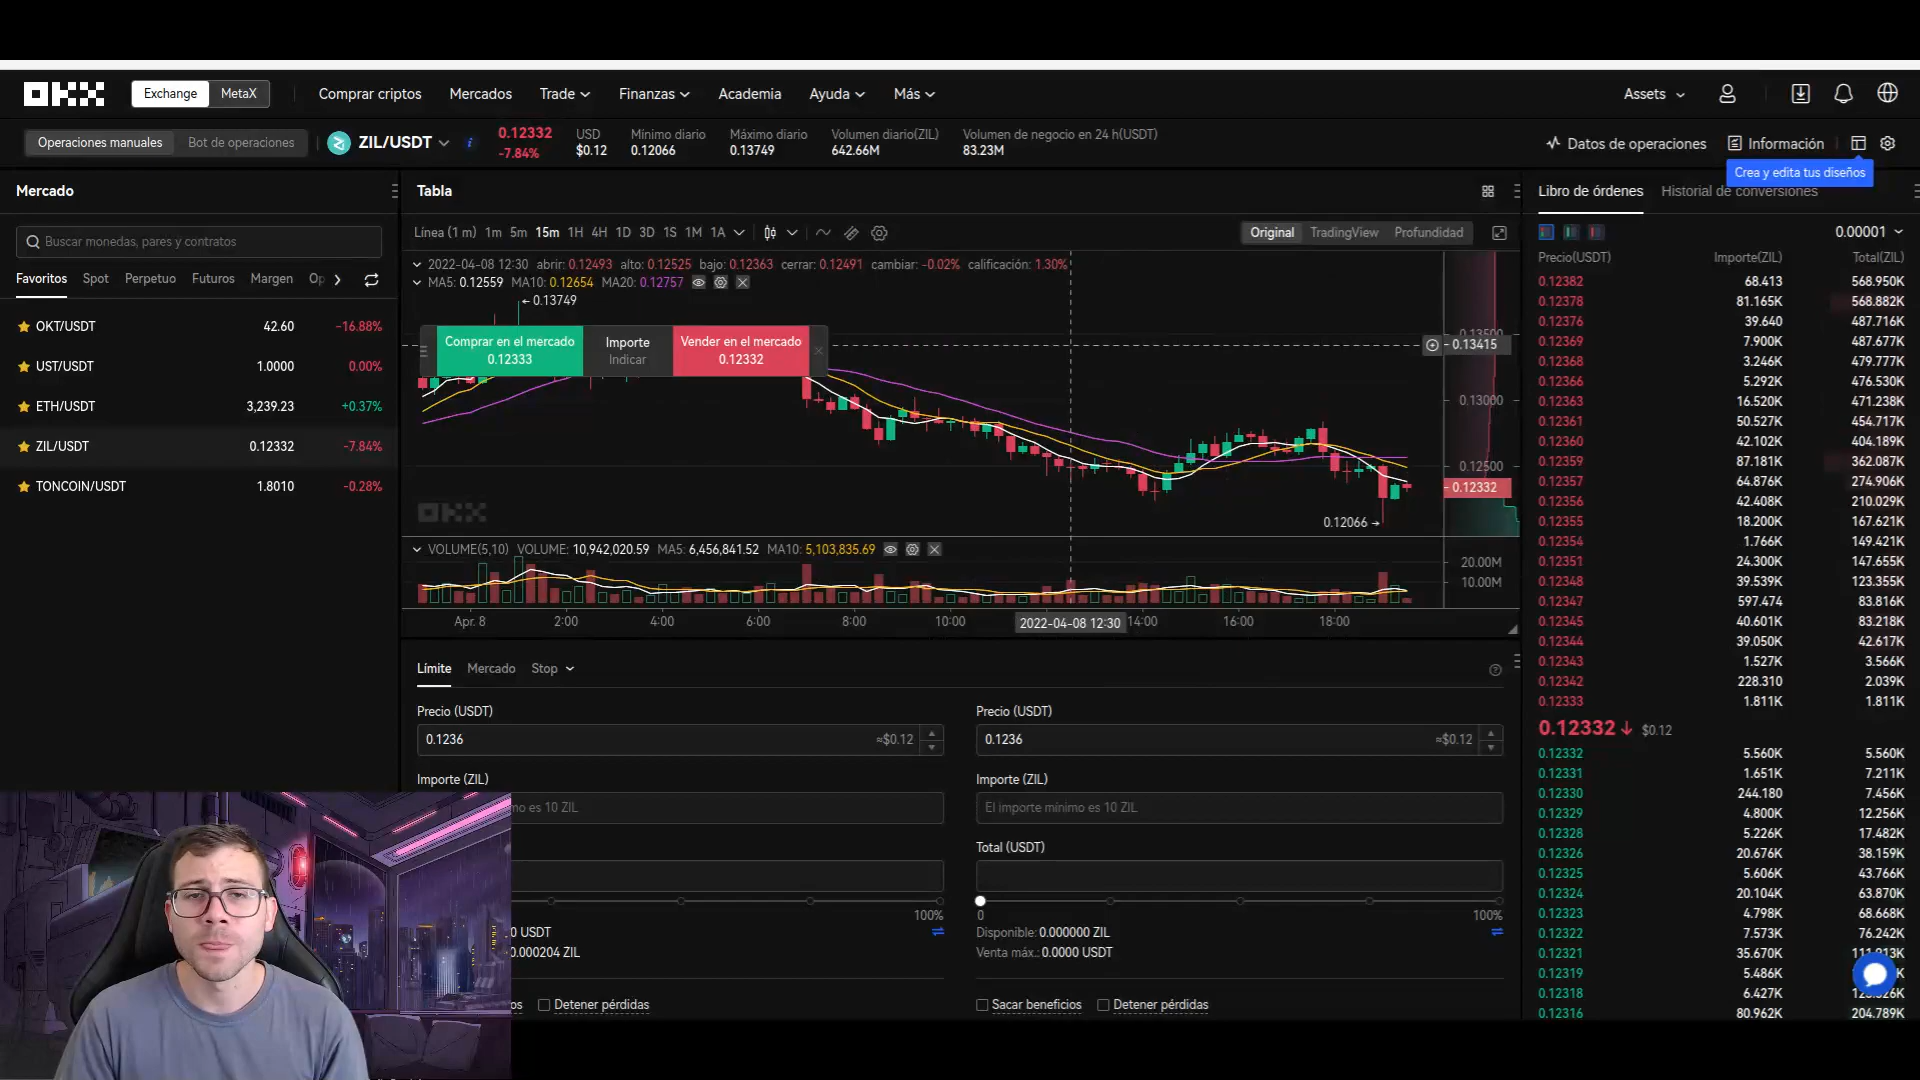 OKX
Exchange MetaX Comprar criptos Mercados Trade Finanzas Academia Ayuda Más Assets
Operaciones manuales Bot de operaciones ZIL/USDT 0.12332 -7.84% USD $0.12 Mínimo diario 0.12066 Máximo diario 0.13749 Volumen diario(ZIL) 642.66M Volumen de negocio en 24 h(USDT) 83.23M Datos de operaciones Información
Crea y edita tus diseños
Mercado
Buscar monedas, pares y contratos
Favoritos Spot Perpetuo Futuros Margen Op
OKT/USDT 42.60 -16.88%
UST/USDT 1.0000 0.00%
ETH/USDT 3,239.23 +0.37%
ZIL/USDT 0.12332 -7.84%
TONCOIN/USDT 1.8010 -0.28%
Tabla
Línea (1 m) 1m 5m 15m 1H 4H 1D 3D 1S 1M 1A Original TradingView Profundidad
2022-04-08 12:30 abrir: 0.12493 alto: 0.12525 bajo: 0.12363 cerrar: 0.12491 cambiar: -0.02% calificación: 1.30%
MA5: 0.12559 MA10: 0.12654 MA20: 0.12757
0.13749
Comprar en el mercado 0.12333 Importe Indicar Vender en el mercado 0.12332
0.13500
0.13415
0.13000
0.12500
0.12332
OKX
0.12066
VOLUME(5,10) VOLUME: 10,942,020.59 MA5: 6,456,841.52 MA10: 5,103,835.69
20.00M
10.00M
Apr. 8 2:00 4:00 6:00 8:00 10:00 2022-04-08 12:30 14:00 16:00 18:00
Límite Mercado Stop
Precio (USDT) Precio (USDT)
0.1236 ≈$0.12 0.1236 ≈$0.12
Importe (ZIL) Importe (ZIL)
es 10 ZIL El importe mínimo es 10 ZIL
Total (USDT)
100% 0 100%
0 USDT Disponible: 0.000000 ZIL
0.000204 ZIL Venta máx.: 0.0000 USDT
Detener pérdidas Sacar beneficios Detener pérdidas
Libro de órdenes Historial de conversiones
0.00001
Precio(USDT) Importe(ZIL) Total(ZIL)
0.12382 68.413 568.950K
0.12378 81.165K 568.882K
0.12376 39.640 487.716K
0.12369 7.900K 487.677K
0.12368 3.246K 479.777K
0.12366 5.292K 476.530K
0.12363 16.520K 471.238K
0.12361 50.527K 454.717K
0.12360 42.102K 404.189K
0.12359 87.181K 362.087K
0.12357 64.876K 274.906K
0.12356 42.408K 210.029K
0.12355 18.200K 167.621K
0.12354 1.766K 149.421K
0.12351 24.300K 147.655K
0.12348 39.539K 123.355K
0.12347 597.474 83.816K
0.12345 40.601K 83.218K
0.12344 39.050K 42.617K
0.12343 1.527K 3.566K
0.12342 228.310 2.039K
0.12333 1.811K 1.811K
0.12332 $0.12
0.12332 5.560K 5.560K
0.12331 1.651K 7.211K
0.12330 244.180 7.456K
0.12329 4.800K 12.256K
0.12328 5.226K 17.482K
0.12326 20.676K 38.159K
0.12325 5.606K 43.766K
0.12324 20.104K 63.870K
0.12323 4.798K 68.668K
0.12322 7.573K 76.242K
0.12321 35.670K
0.12319 5.486K
0.12318 6.427K
0.12316 80.962K 204.789K